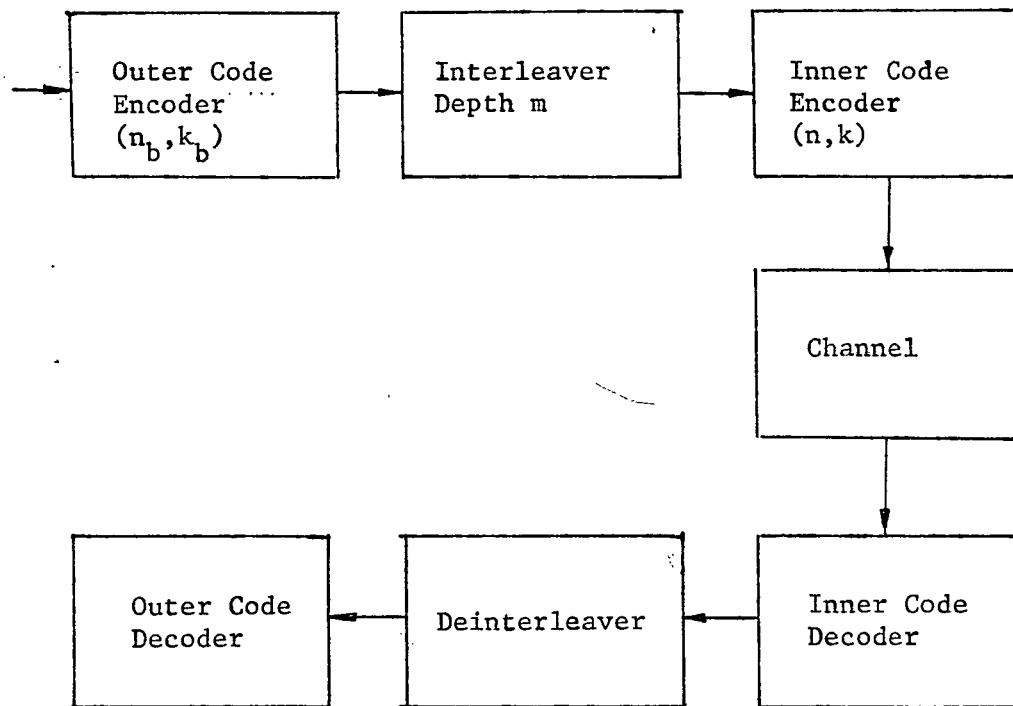 Outer Code
Encoder
(n_b,k_b)
Interleaver
Depth m
Inner Code
Encoder
(n,k)
Channel
Inner Code
Decoder
Deinterleaver
Outer Code
Decoder